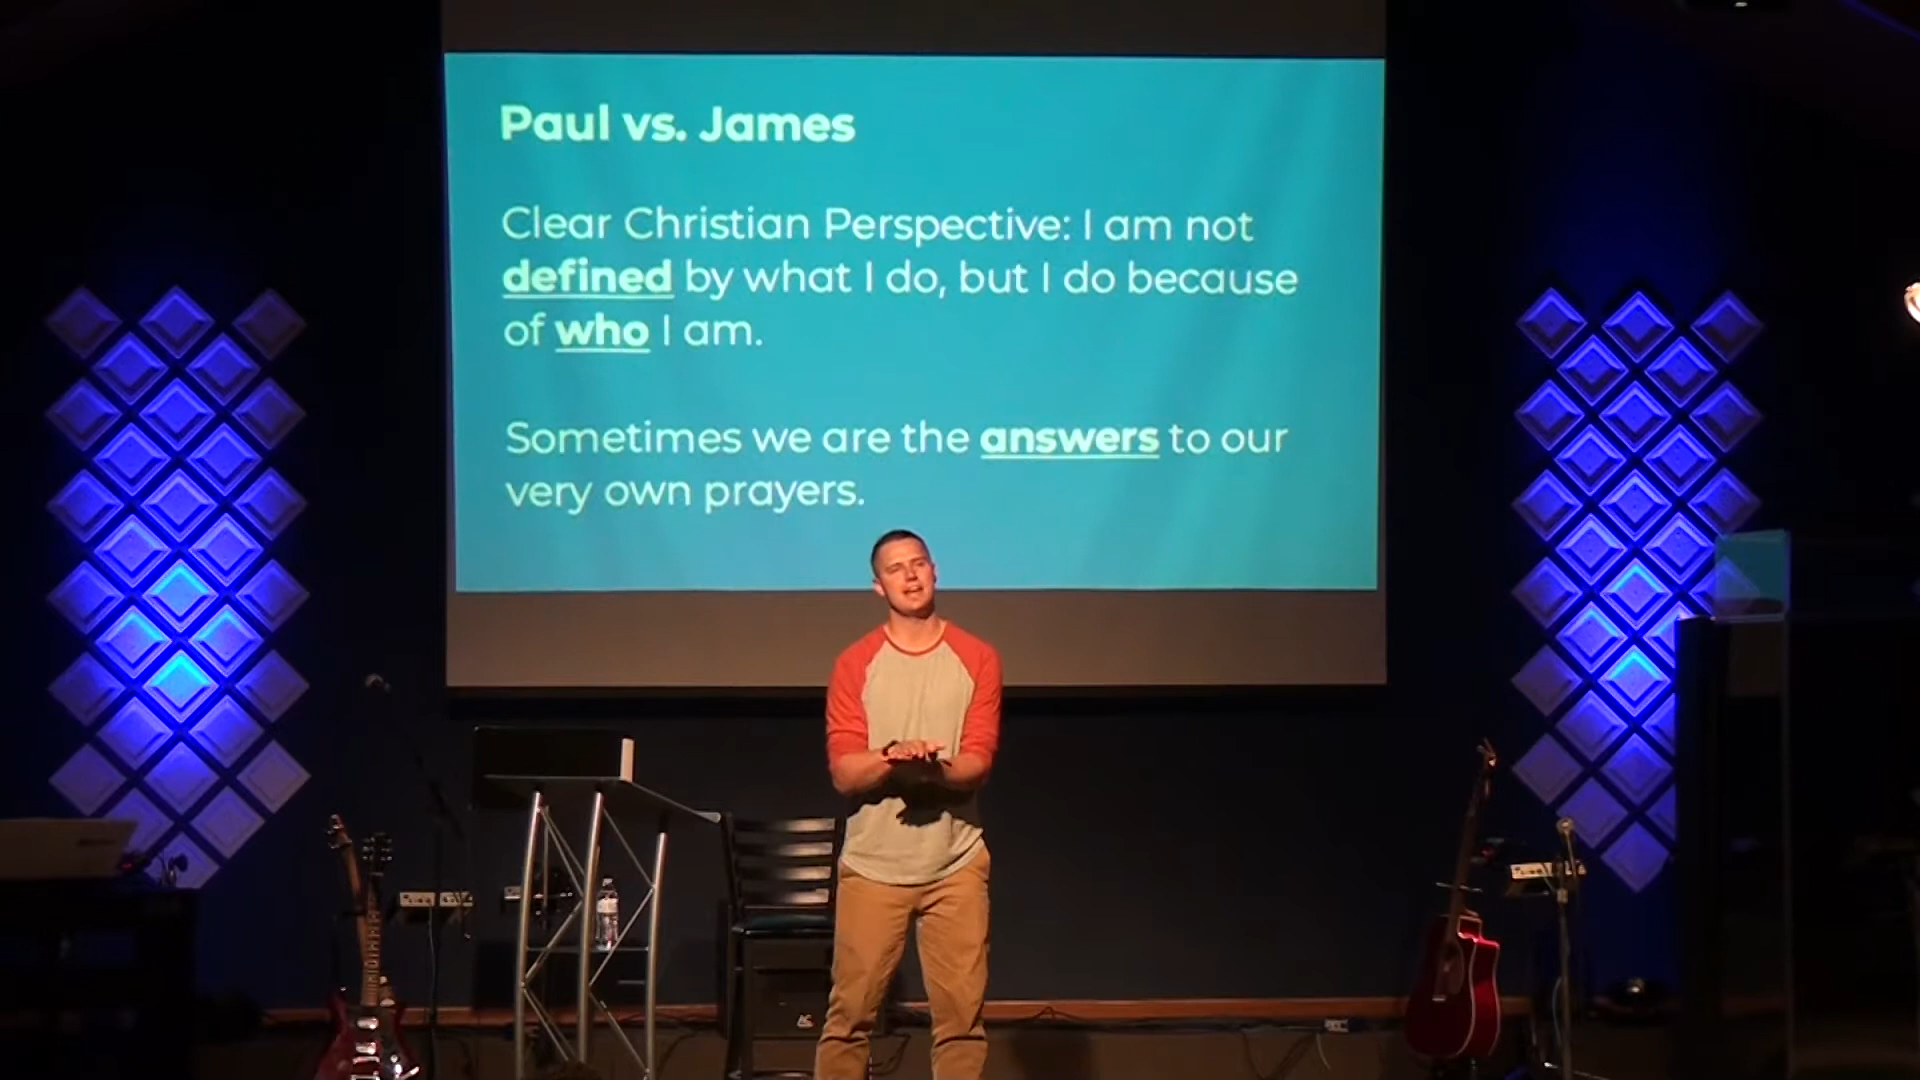 Paul vs. James
Clear Christian Perspective: I am not
defined by what I do, but I do because
of who I am.
Sometimes we are the answers to our
very own prayers.